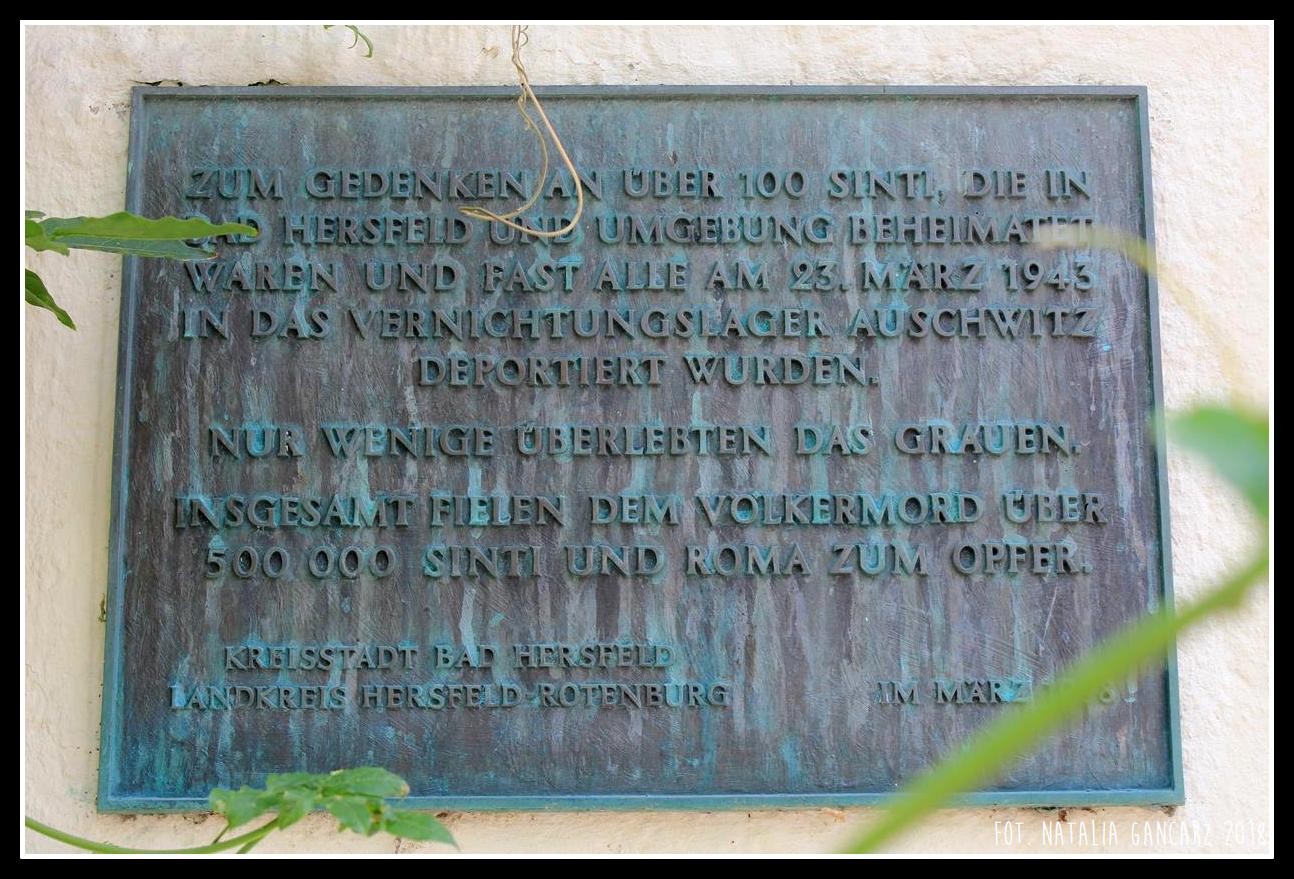 ZUM GEDENKEN AN ÜBER 100 SINTI, DIE IN
BAD HERSFELD UND UMGEBUNG BEHEIMATET
WAREN UND FAST ALLE AM 23. MÄRZ 1943
IN DAS VERNICHTUNGSLAGER AUSCHWITZ
DEPORTIERT WURDEN.
NUR WENIGE ÜBERLEBTEN DAS GRAUEN.
INSGESAMT FIELEN DEM VÖLKERMORD ÜBER
500 000 SINTI UND ROMA ZUM OPFER.
KREISSTADT BAD HERSFELD
LANDKREIS HERSFELD-ROTENBURG
IM MÄRZ
FOT. NATALIA GANCARZ 2018